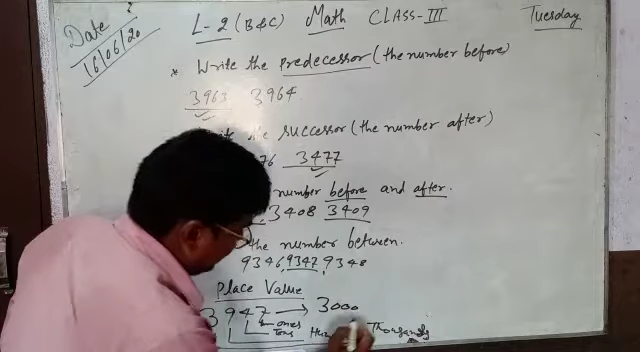 Date
16/06/20
L-2 (B&C) Math CLASS-III Tuesday
* Write the predecessor (the number before)
3963 3964
the successor (the number after)
76 3477
number before and after.
3408 3409
the number between.
9346, 9347, 9348
Place Value
3947 → 3000
ones
Tens
Thousands